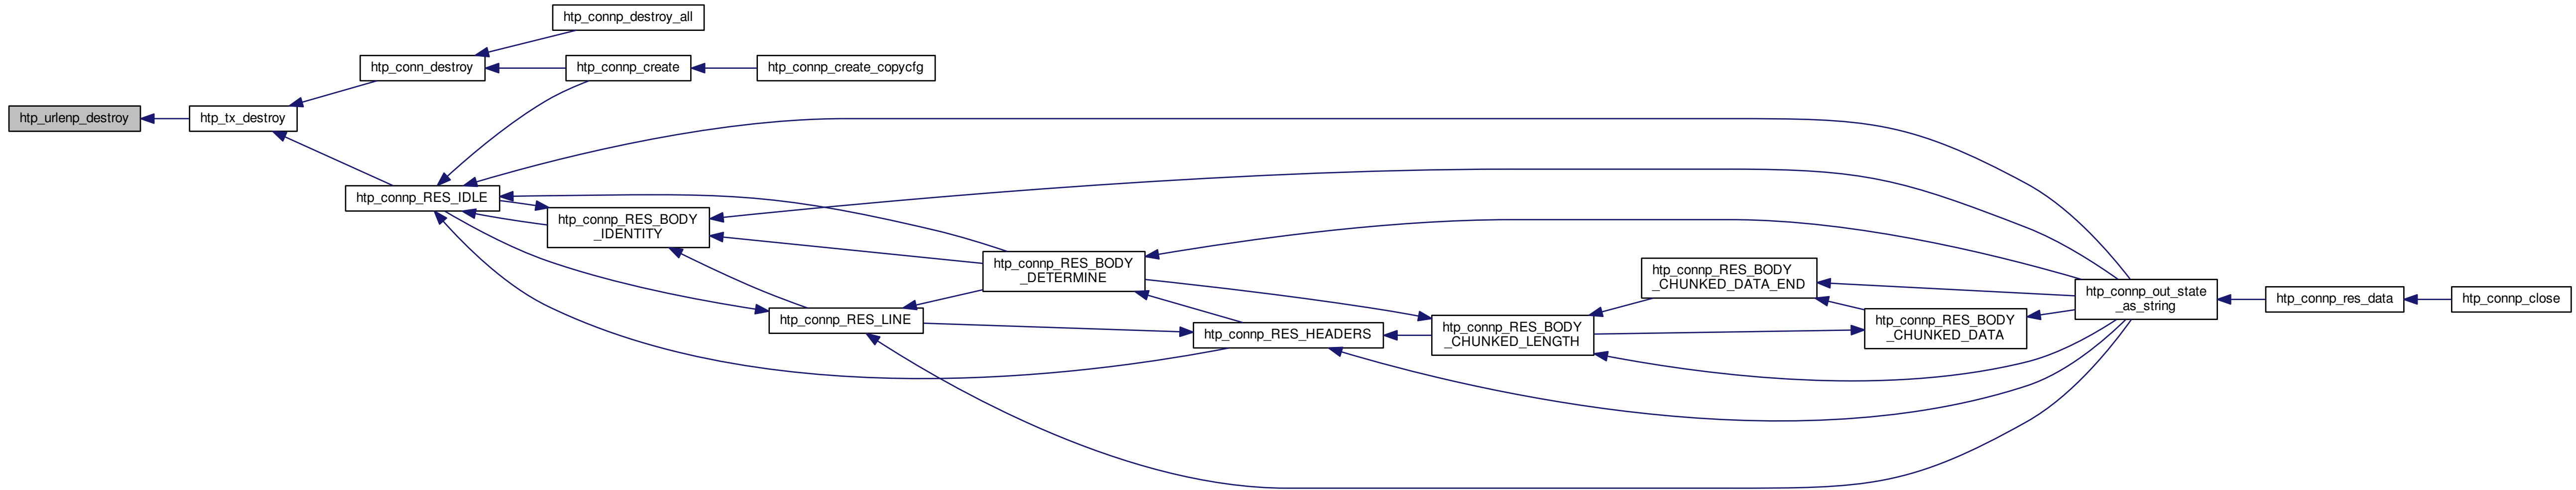 htp_connp_destroy_all
htp_conn_destroy
htp_connp_create
htp_connp_create_copycfg
htp_urlenp_destroy
htp_tx_destroy
htp_connp_RES_IDLE
htp_connp_RES_BODY
_IDENTITY
htp_connp_RES_LINE
htp_connp_RES_BODY
_DETERMINE
htp_connp_RES_HEADERS
htp_connp_RES_BODY
_CHUNKED_LENGTH
htp_connp_RES_BODY
_CHUNKED_DATA_END
htp_connp_RES_BODY
_CHUNKED_DATA
htp_connp_out_state
_as_string
htp_connp_res_data
htp_connp_close